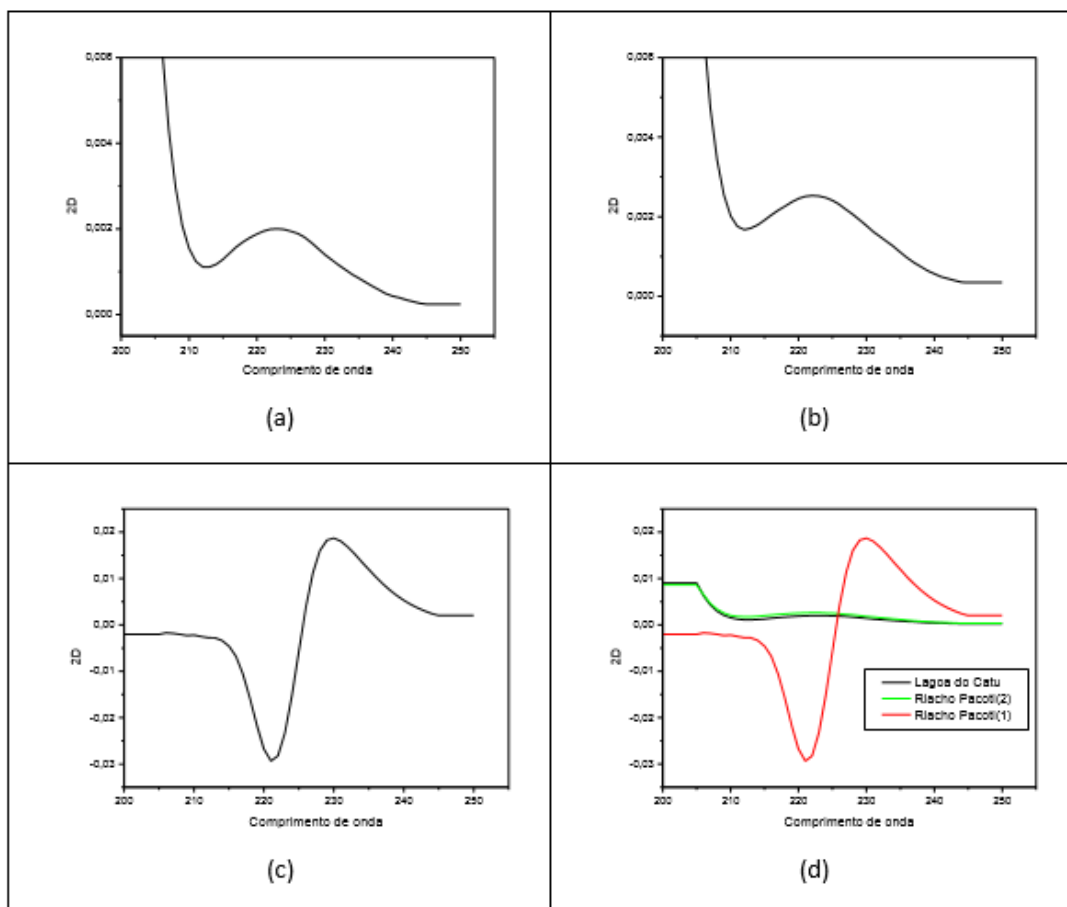 0,006
0,004
0,002
0,000
2D
200 210 220 230 240 250
Comprimento de onda
(a)
0,006
0,004
0,002
0,000
2D
200 210 220 230 240 250
Comprimento de onda
(b)
0,02
0,01
0,00
-0,01
-0,02
-0,03
2D
200 210 220 230 240 250
Comprimento de onda
(c)
0,02
0,01
0,00
-0,01
-0,02
-0,03
2D
Lagoa do Catu
Riacho Pacoti(2)
Riacho Pacoti(1)
200 210 220 230 240 250
Comprimento de onda
(d)